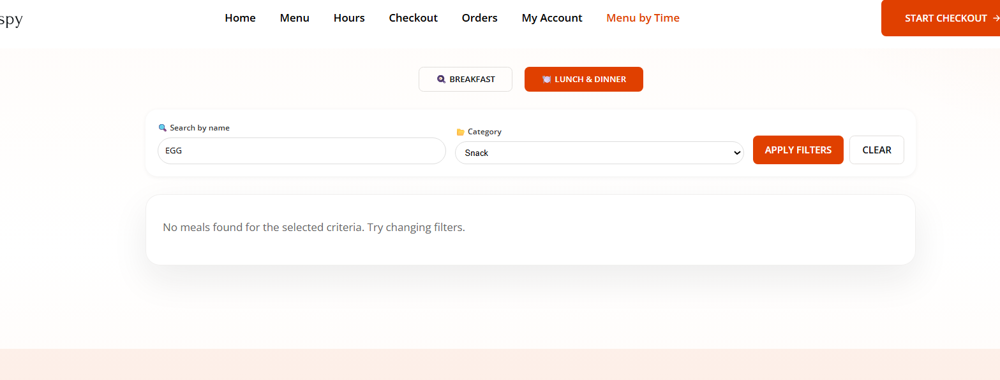 spy
Home Menu Hours Checkout Orders My Account Menu by Time
START CHECKOUT →
BREAKFAST
LUNCH & DINNER
Search by name
EGG
Category
Snack
APPLY FILTERS
CLEAR
No meals found for the selected criteria. Try changing filters.